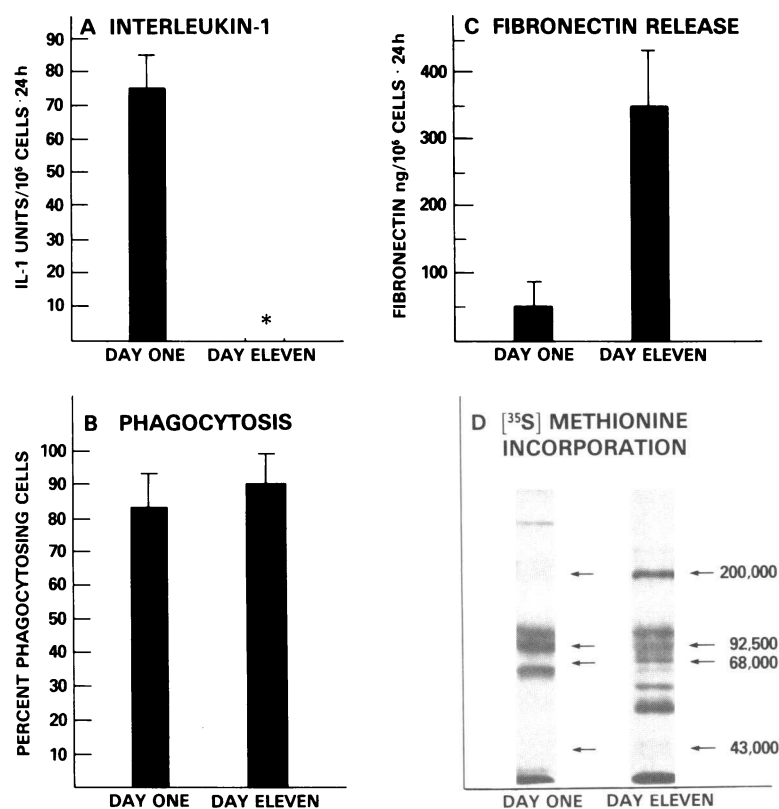 A INTERLEUKIN-1
IL-1 UNITS/10⁶ CELLS · 24h
90
80
70
60
50
40
30
20
10
*
DAY ONE DAY ELEVEN
C FIBRONECTIN RELEASE
FIBRONECTIN ng/10⁶ CELLS · 24h
400
300
200
100
DAY ONE DAY ELEVEN
B PHAGOCYTOSIS
PERCENT PHAGOCYTOSING CELLS
100
90
80
70
60
50
40
30
20
10
DAY ONE DAY ELEVEN
D [³⁵S] METHIONINE
INCORPORATION
200,000
92,500
68,000
43,000
DAY ONE DAY ELEVEN